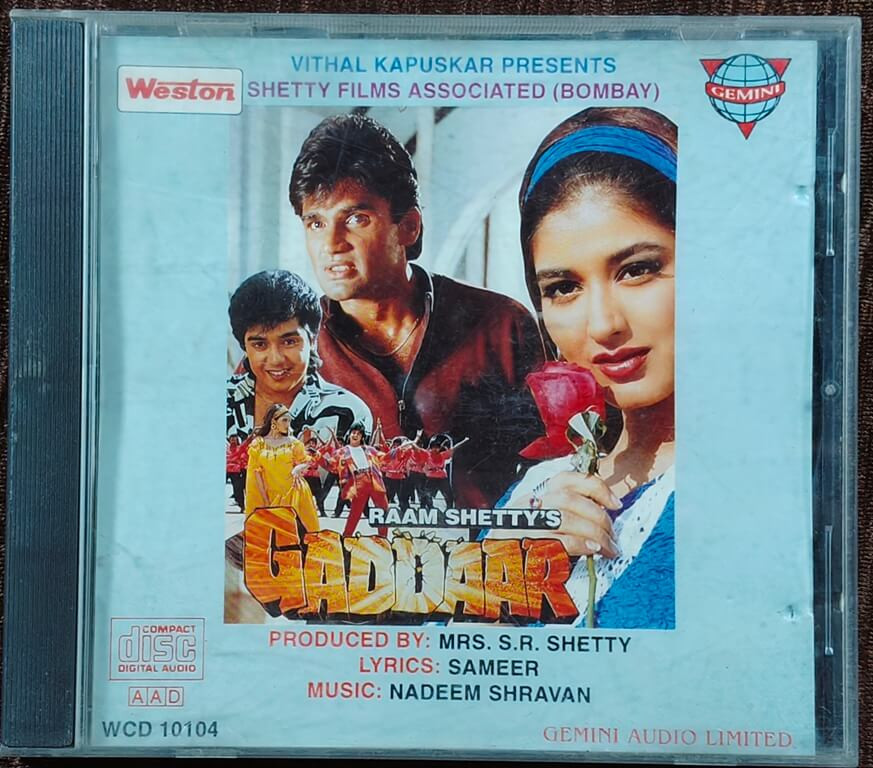 VITHAL KAPUSKAR PRESENTS
Weston
SHETTY FILMS ASSOCIATED (BOMBAY)
GEMINI
RAAM SHETTY'S
GADDAAR
PRODUCED BY: MRS. S.R. SHETTY
LYRICS: SAMEER
MUSIC: NADEEM SHRAVAN
COMPACT
disc
DIGITAL AUDIO
AAD
WCD 10104
GEMINI AUDIO LIMITED